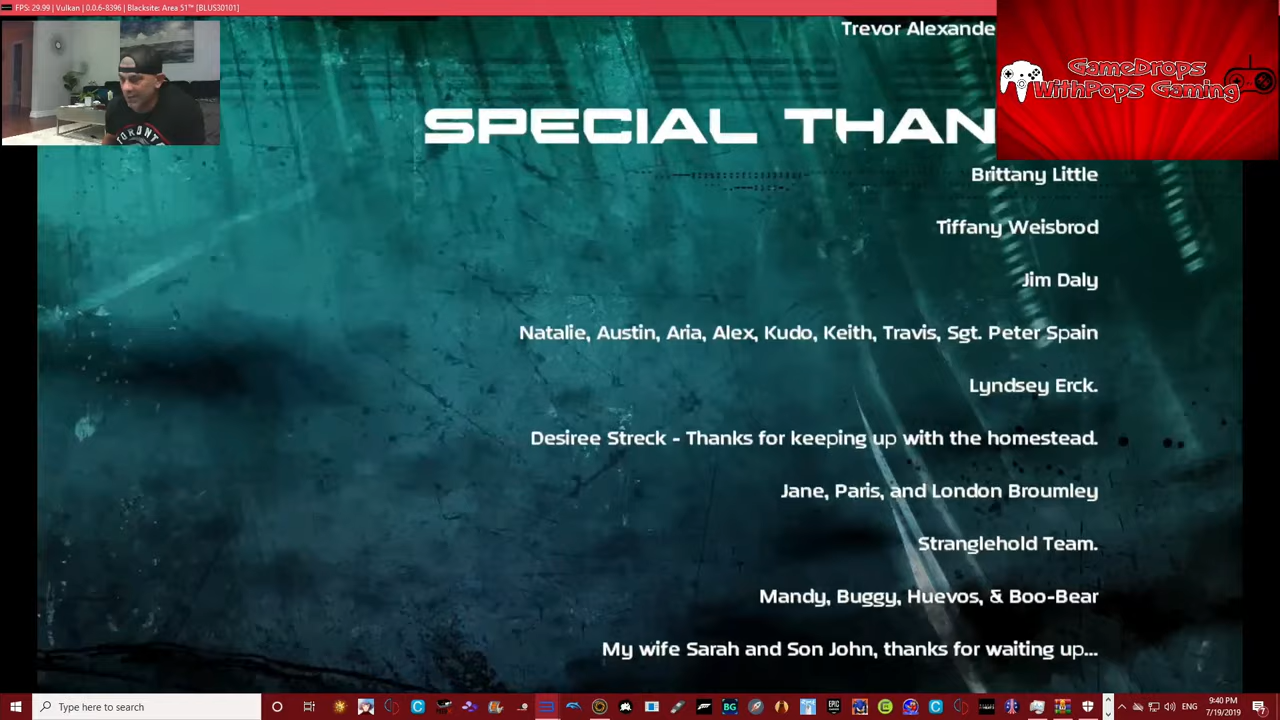 FPS: 29.99 | Vulkan | 0.0.6-8396 | Blacksite: Area 51™ [BLUS30101]
Trevor Alexande
GameDrops
WithPops Gaming
SPECIAL THAN
TORONTO
Brittany Little
Tiffany Weisbrod
Jim Daly
Natalie, Austin, Aria, Alex, Kudo, Keith, Travis, Sgt. Peter Spain
Lyndsey Erck.
Desiree Streck - Thanks for keeping up with the homestead.
Jane, Paris, and London Broumley
Stranglehold Team.
Mandy, Buggy, Huevos, & Boo-Bear
My wife Sarah and Son John, thanks for waiting up...
Type here to search
ENG
9:40 PM
7/19/2019